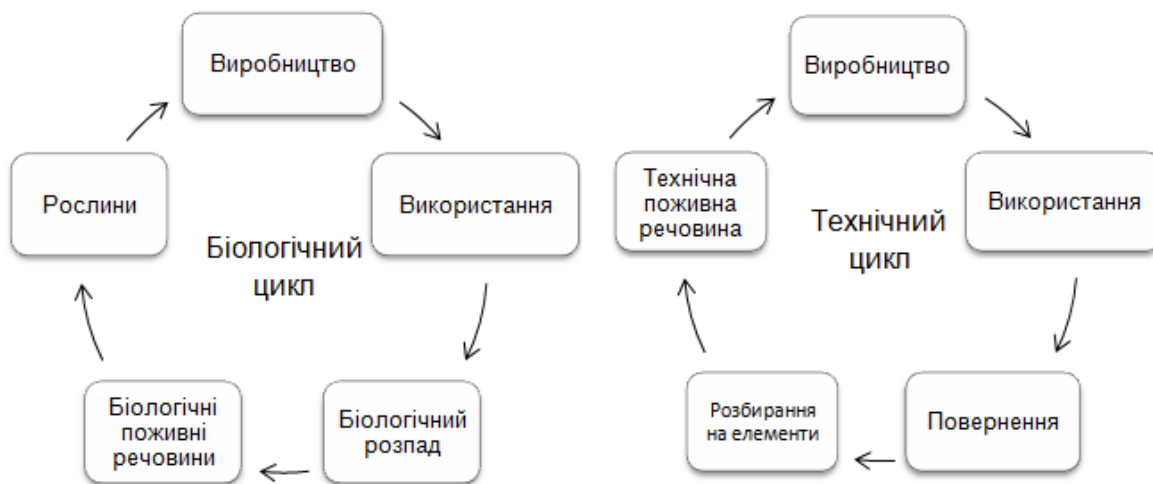 Виробництво
Рослини
Використання
Біологічний
цикл
Біологічні
поживні
речовини
Біологічний
розпад
Виробництво
Технічна
поживна
речовина
Використання
Технічний
цикл
Розбирання
на елементи
Повернення